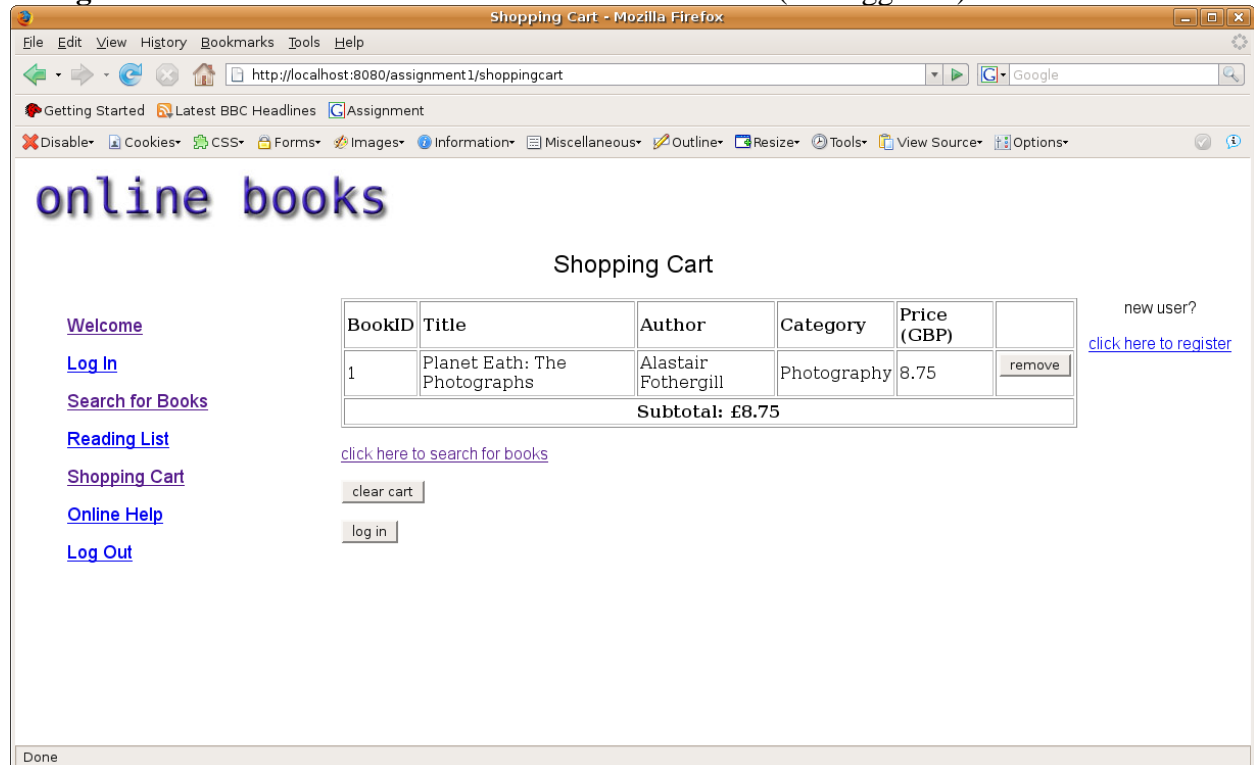 Shopping Cart - Mozilla Firefox
File Edit View History Bookmarks Tools Help
http://localhost:8080/assignment1/shoppingcart
G Google
Getting Started Latest BBC Headlines Assignment
Disable Cookies CSS Forms Images Information Miscellaneous Outline Resize Tools View Source Options
online books
Shopping Cart
Welcome
Log In
Search for Books
Reading List
Shopping Cart
Online Help
Log Out
BookID Title Author Category Price (GBP)
1 Planet Eath: The Photographs Alastair Fothergill Photography 8.75 remove
Subtotal: £8.75
click here to search for books
clear cart
log in
new user?
click here to register
Done